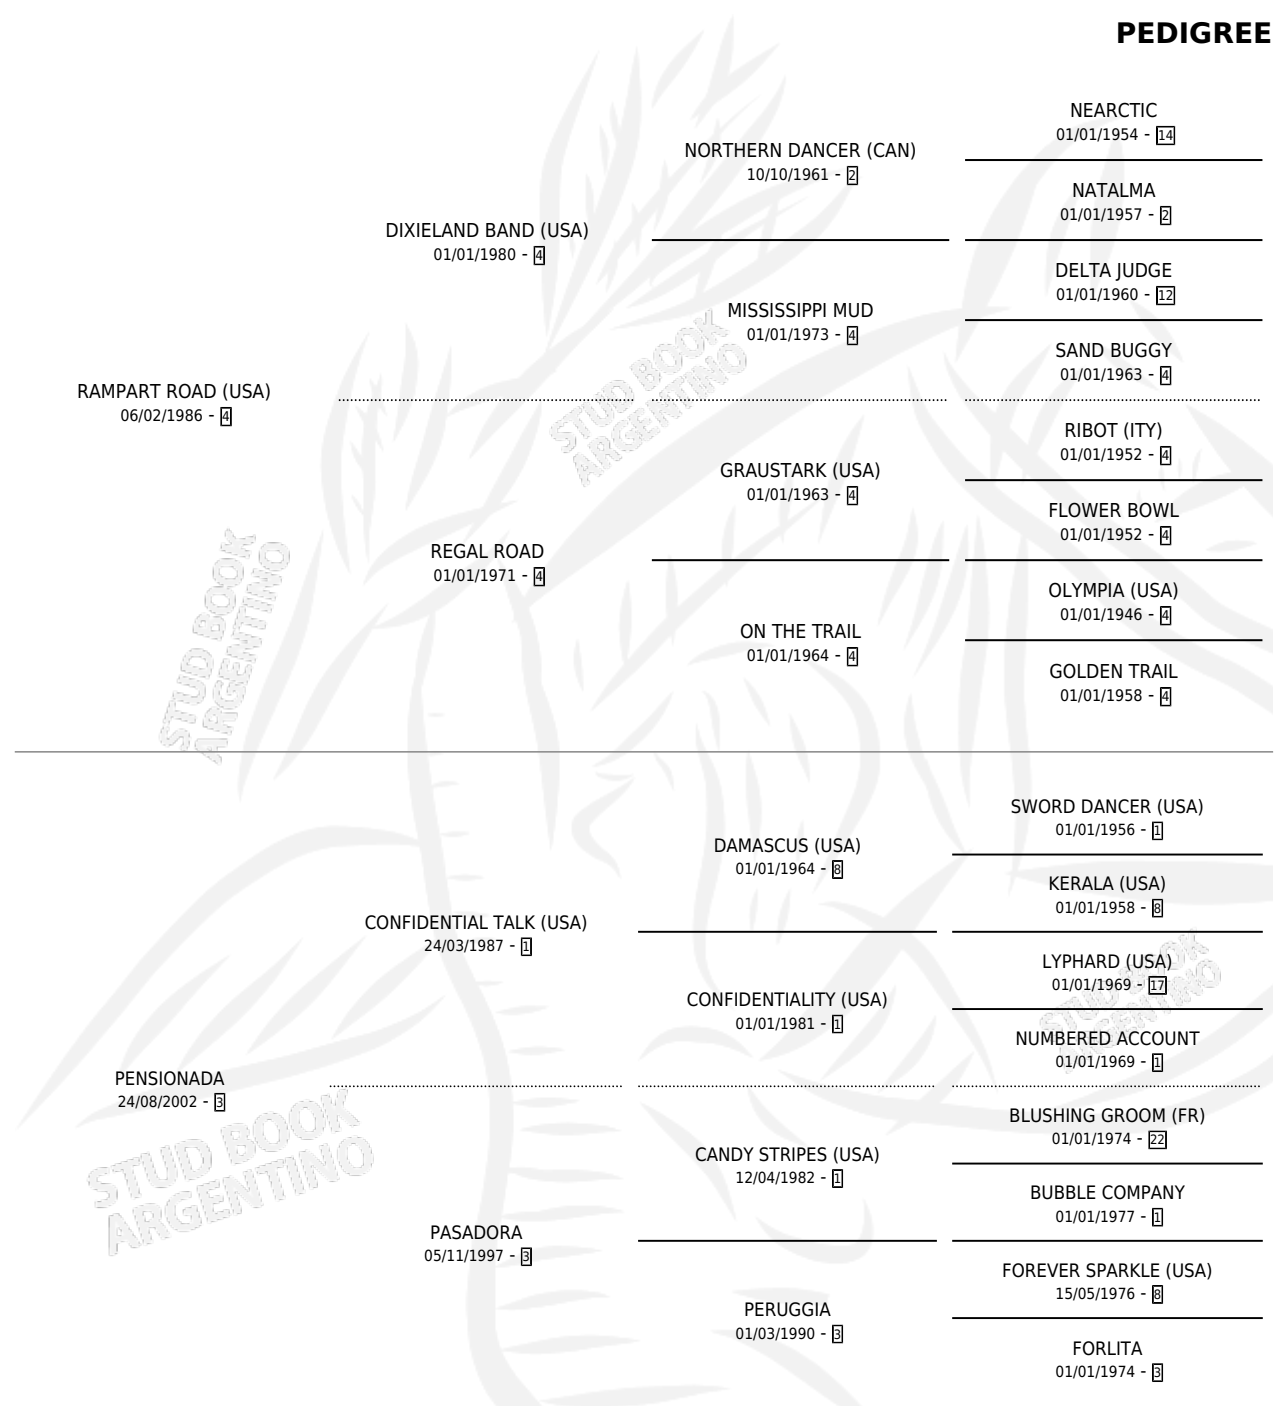 PEDIGREE
NEARCTIC
01/01/1954 - 14
NORTHERN DANCER (CAN)
10/10/1961 - 2
NATALMA
01/01/1957 - 2
DIXIELAND BAND (USA)
01/01/1980 - 4
DELTA JUDGE
01/01/1960 - 12
MISSISSIPPI MUD
01/01/1973 - 4
SAND BUGGY
01/01/1963 - 4
RAMPART ROAD (USA)
06/02/1986 - 4
RIBOT (ITY)
01/01/1952 - 4
GRAUSTARK (USA)
01/01/1963 - 4
FLOWER BOWL
01/01/1952 - 4
REGAL ROAD
01/01/1971 - 4
OLYMPIA (USA)
01/01/1946 - 4
ON THE TRAIL
01/01/1964 - 4
GOLDEN TRAIL
01/01/1958 - 4
SWORD DANCER (USA)
01/01/1956 - 1
DAMASCUS (USA)
01/01/1964 - 8
KERALA (USA)
01/01/1958 - 8
CONFIDENTIAL TALK (USA)
24/03/1987 - 1
LYPHARD (USA)
01/01/1969 - 17
CONFIDENTIALITY (USA)
01/01/1981 - 1
NUMBERED ACCOUNT
01/01/1969 - 1
PENSIONADA
24/08/2002 - 3
BLUSHING GROOM (FR)
01/01/1974 - 22
CANDY STRIPES (USA)
12/04/1982 - 1
BUBBLE COMPANY
01/01/1977 - 1
PASADORA
05/11/1997 - 3
FOREVER SPARKLE (USA)
15/05/1976 - 8
PERUGGIA
01/03/1990 - 3
FORLITA
01/01/1974 - 3
STUD BOOK
ARGENTINO
STUD BOOK
ARGENTINO
STUD BOOK
ARGENTINO
STUD BOOK
ARGENTINO